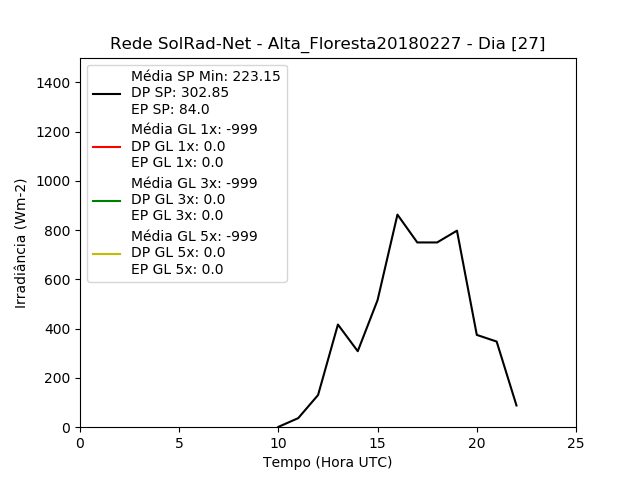 Rede SolRad-Net - Alta_Floresta20180227 - Dia [27]
Média SP Min: 223.15
DP SP: 302.85
EP SP: 84.0
Média GL 1x: -999
DP GL 1x: 0.0
EP GL 1x: 0.0
Média GL 3x: -999
DP GL 3x: 0.0
EP GL 3x: 0.0
Média GL 5x: -999
DP GL 5x: 0.0
EP GL 5x: 0.0
Irradiância (Wm-2)
1400
1200
1000
800
600
400
200
0
0 5 10 15 20 25
Tempo (Hora UTC)